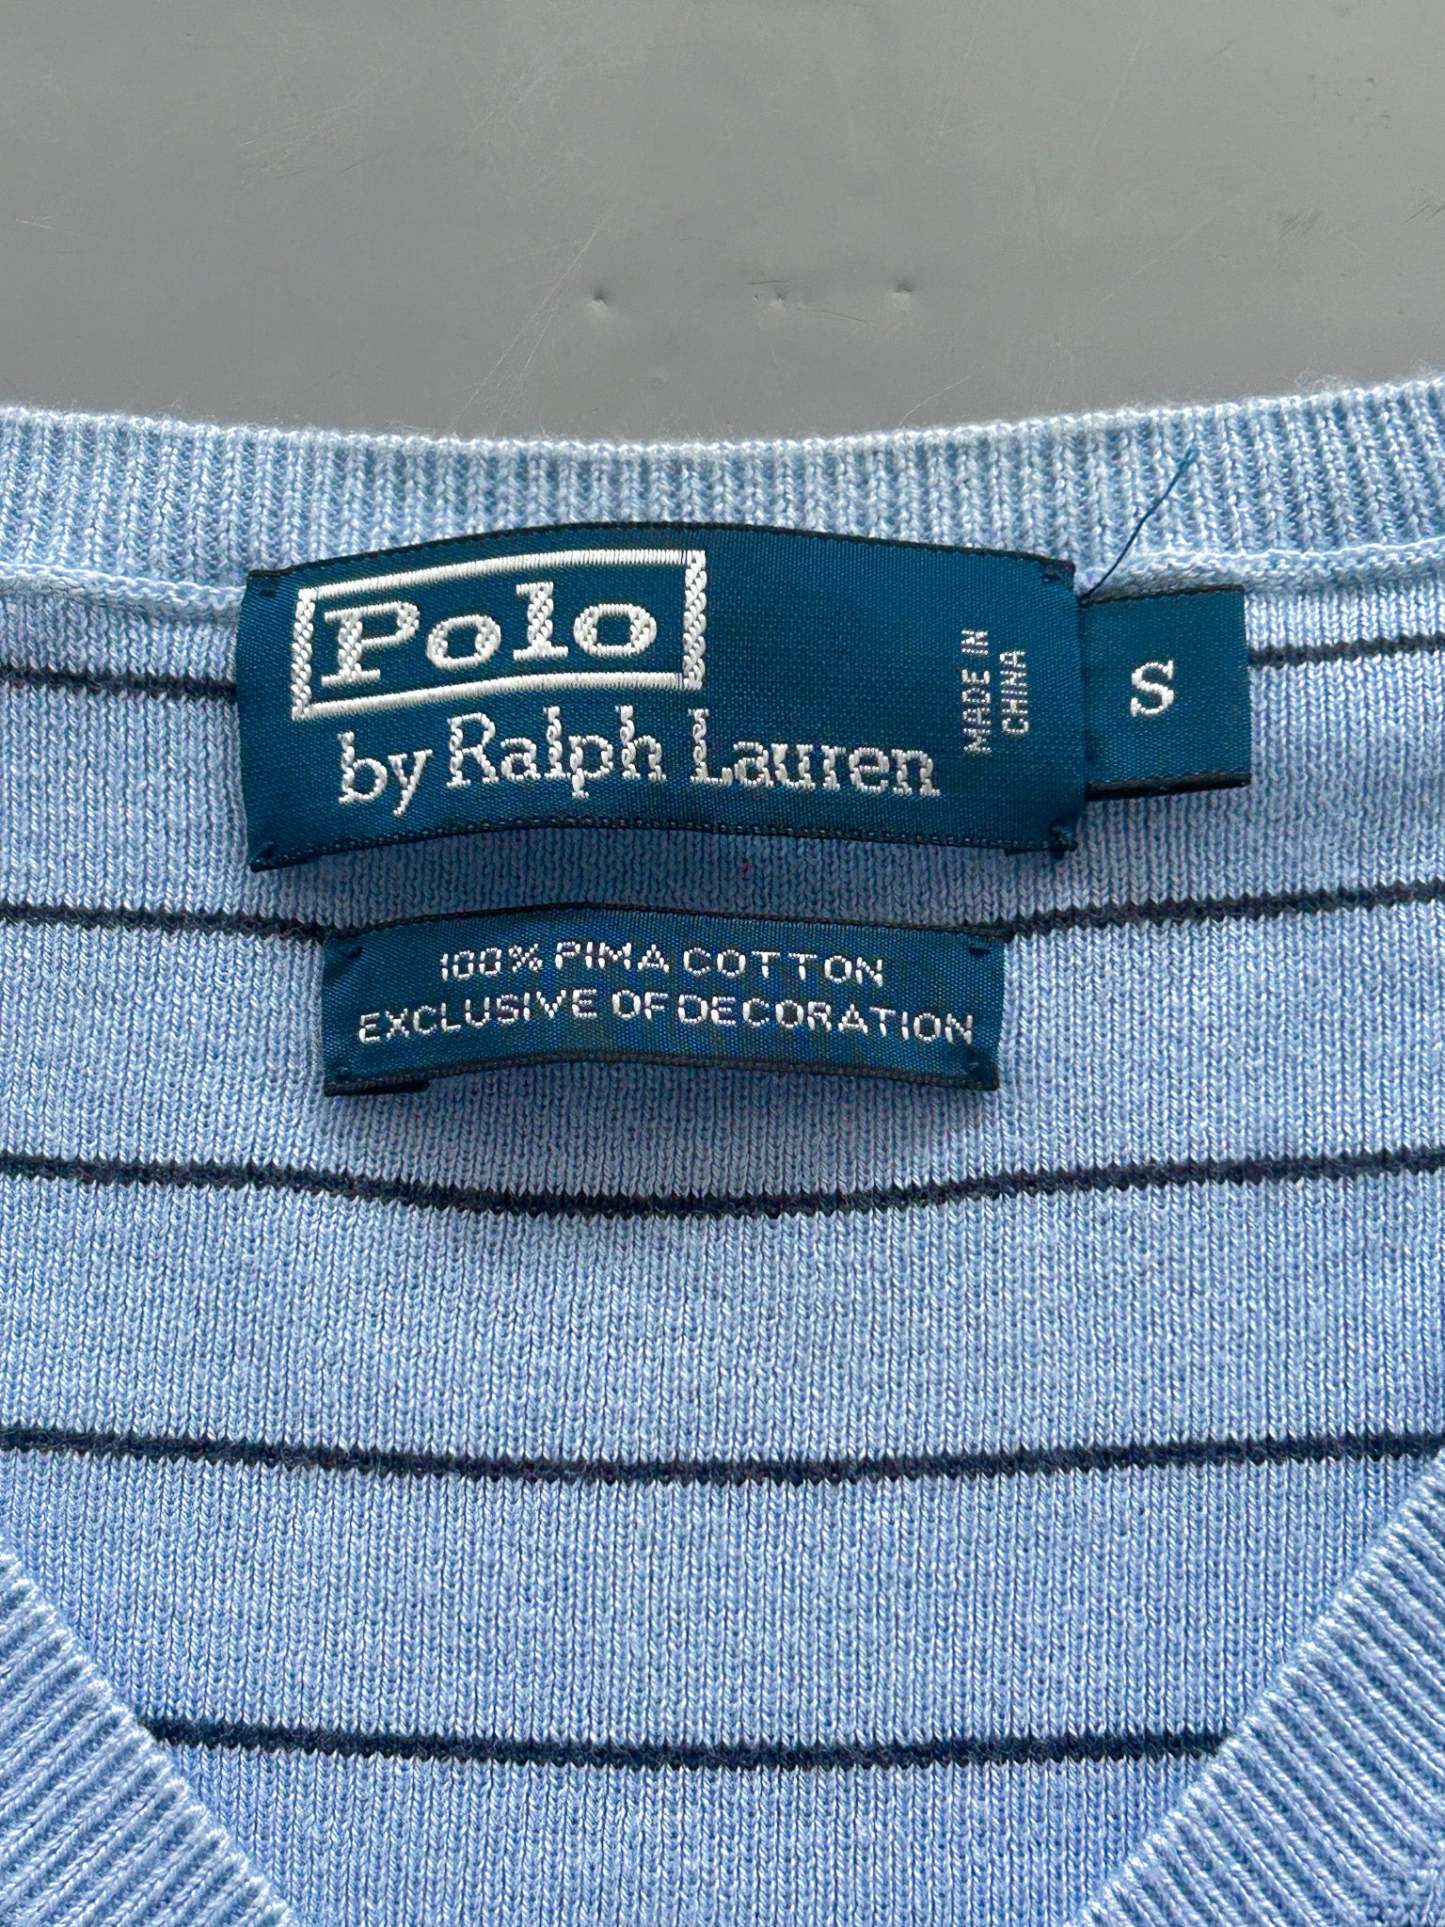 Polo
by Ralph Lauren
MADE IN
CHINA
S
100% PIMA COTTON
EXCLUSIVE OF DECORATION